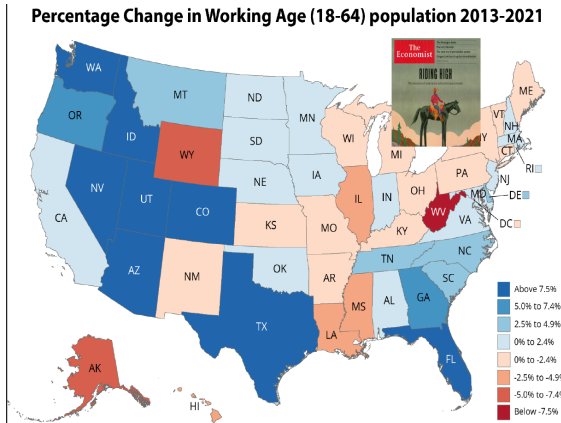 Percentage Change in Working Age (18-64) population 2013-2021
The
Economist
RIDING HIGH
WA
MT
ND
MN
ME
OR
ID
SD
WI
MI
VT
NH
MA
IY
CT
RI
WY
NE
IA
PA
NJ
NV
UT
CO
IL
IN
OH
MD
DE
WV
VA
DC
CA
KS
MO
KY
AZ
NM
OK
AR
TN
NC
SC
TX
LA
MS
AL
GA
FL
AK
HI
Above 7.5%
5.0% to 7.4%
2.5% to 4.9%
0% to 2.4%
0% to -2.4%
-2.5% to -4.9%
-5.0% to -7.4%
Below -7.5%